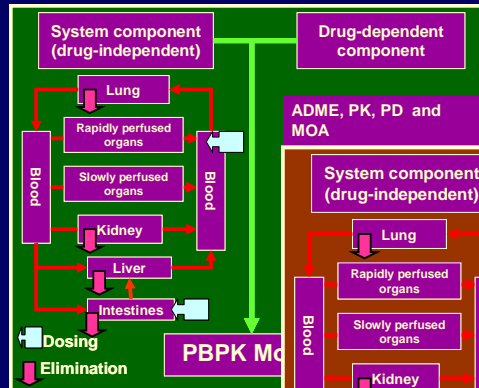 System component
(drug-independent)
Drug-dependent
component
Lung
Rapidly perfused
organs
Slowly perfused
organs
Kidney
Liver
Intestines
Blood
Blood
Dosing
Elimination
PBPK
ADME, PK, PD and
MOA
System component
(drug-independent)
Lung
Rapidly perfused
organs
Slowly perfused
organs
Kidney
Blood